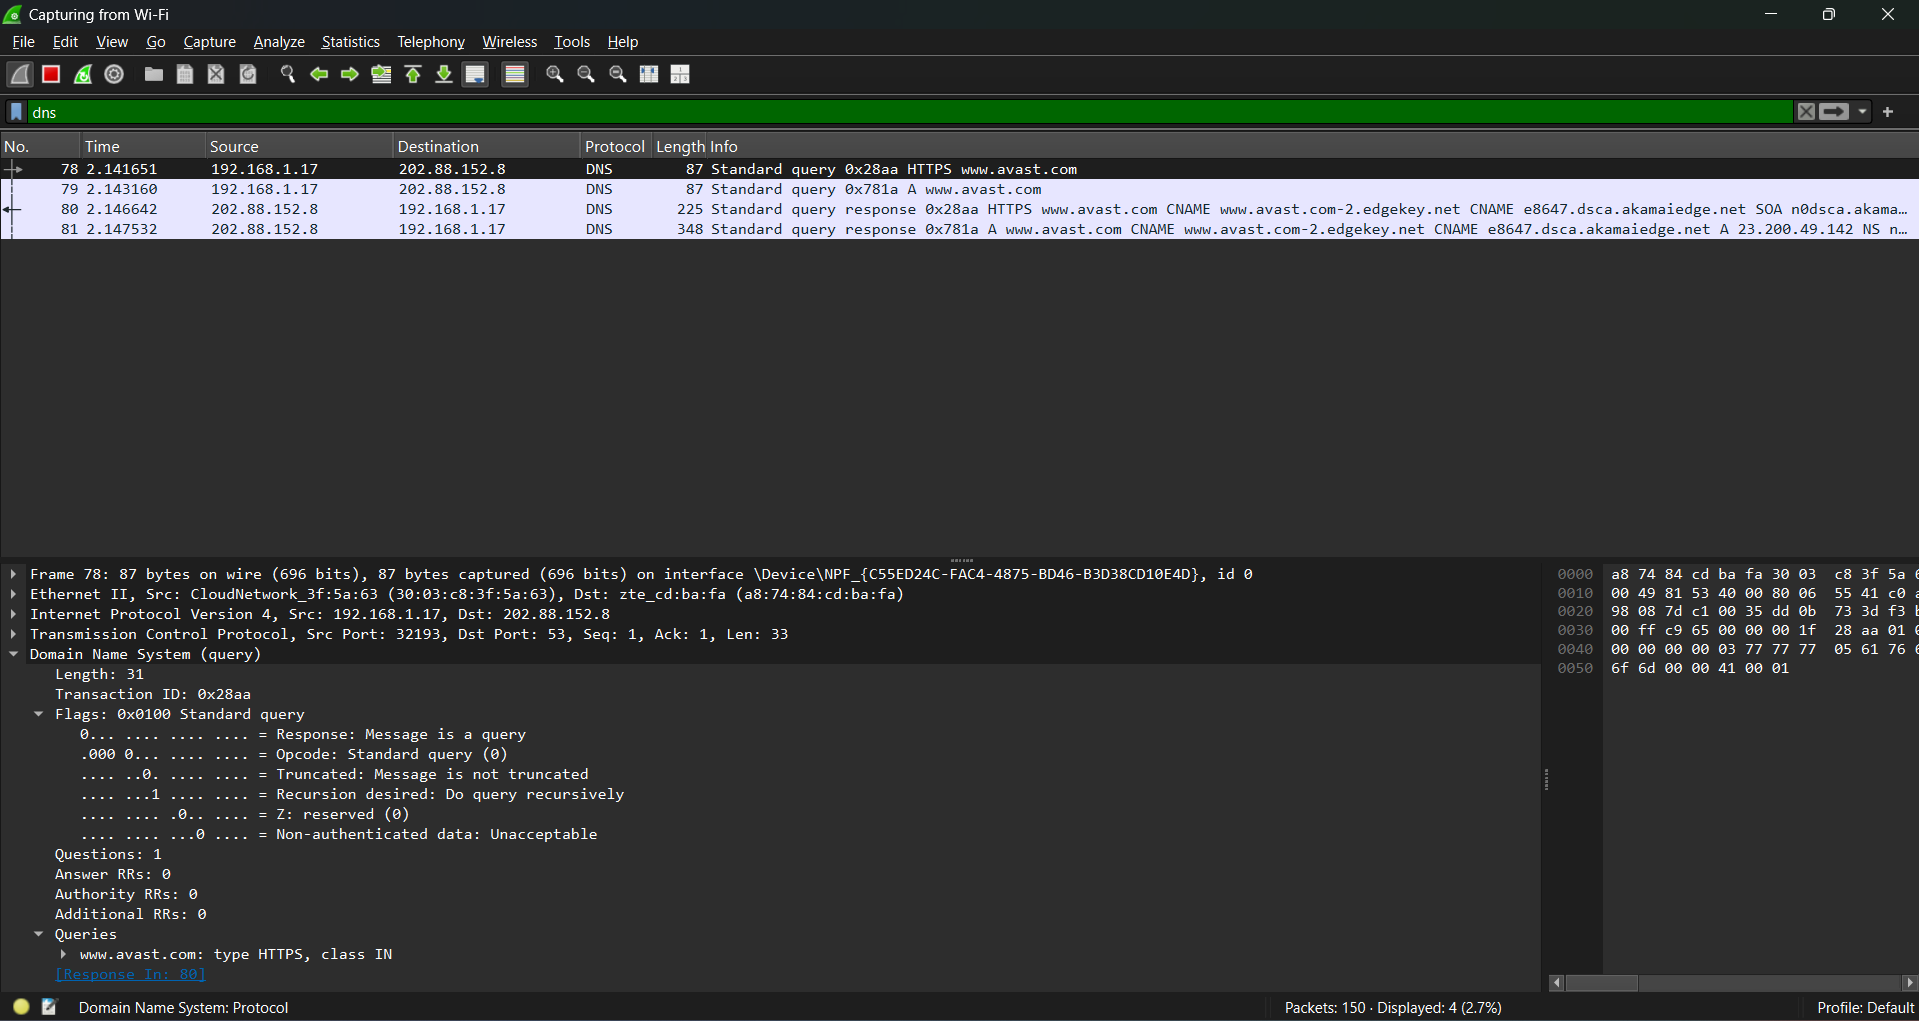 Capturing from Wi-Fi
File Edit View Go Capture Analyze Statistics Telephony Wireless Tools Help
dns
No. Time Source Destination Protocol Length Info
78 2.141651 192.168.1.17 202.88.152.8 DNS 87 Standard query 0x28aa HTTPS www.avast.com
79 2.143160 192.168.1.17 202.88.152.8 DNS 87 Standard query 0x781a A www.avast.com
80 2.146642 202.88.152.8 192.168.1.17 DNS 225 Standard query response 0x28aa HTTPS www.avast.com CNAME www.avast.com-2.edgekey.net CNAME e8647.dsca.akamaiedge.net SOA n0dsca.akama…
81 2.147532 202.88.152.8 192.168.1.17 DNS 348 Standard query response 0x781a A www.avast.com CNAME www.avast.com-2.edgekey.net CNAME e8647.dsca.akamaiedge.net A 23.200.49.142 NS n…
Frame 78: 87 bytes on wire (696 bits), 87 bytes captured (696 bits) on interface \Device\NPF_{C55ED24C-FAC4-4875-BD46-B3D38CD10E4D}, id 0
Ethernet II, Src: CloudNetwork_3f:5a:63 (30:03:c8:3f:5a:63), Dst: zte_cd:ba:fa (a8:74:84:cd:ba:fa)
Internet Protocol Version 4, Src: 192.168.1.17, Dst: 202.88.152.8
Transmission Control Protocol, Src Port: 32193, Dst Port: 53, Seq: 1, Ack: 1, Len: 33
Domain Name System (query)
Length: 31
Transaction ID: 0x28aa
Flags: 0x0100 Standard query
0... .... .... .... = Response: Message is a query
.000 0... .... .... = Opcode: Standard query (0)
.... ..0. .... .... = Truncated: Message is not truncated
.... ...1 .... .... = Recursion desired: Do query recursively
.... .... .0.. .... = Z: reserved (0)
.... .... ...0 .... = Non-authenticated data: Unacceptable
Questions: 1
Answer RRs: 0
Authority RRs: 0
Additional RRs: 0
Queries
www.avast.com: type HTTPS, class IN
[Response In: 80]
0000 a8 74 84 cd ba fa 30 03 c8 3f 5a
0010 00 49 81 53 40 00 80 06 55 41 c0
0020 98 08 7d c1 00 35 dd 0b 73 3d f3
0030 00 ff c9 65 00 00 00 1f 28 aa 01
0040 00 00 00 00 03 77 77 77 05 61 76
0050 6f 6d 00 00 41 00 01
Domain Name System: Protocol
Packets: 150 · Displayed: 4 (2.7%)
Profile: Default